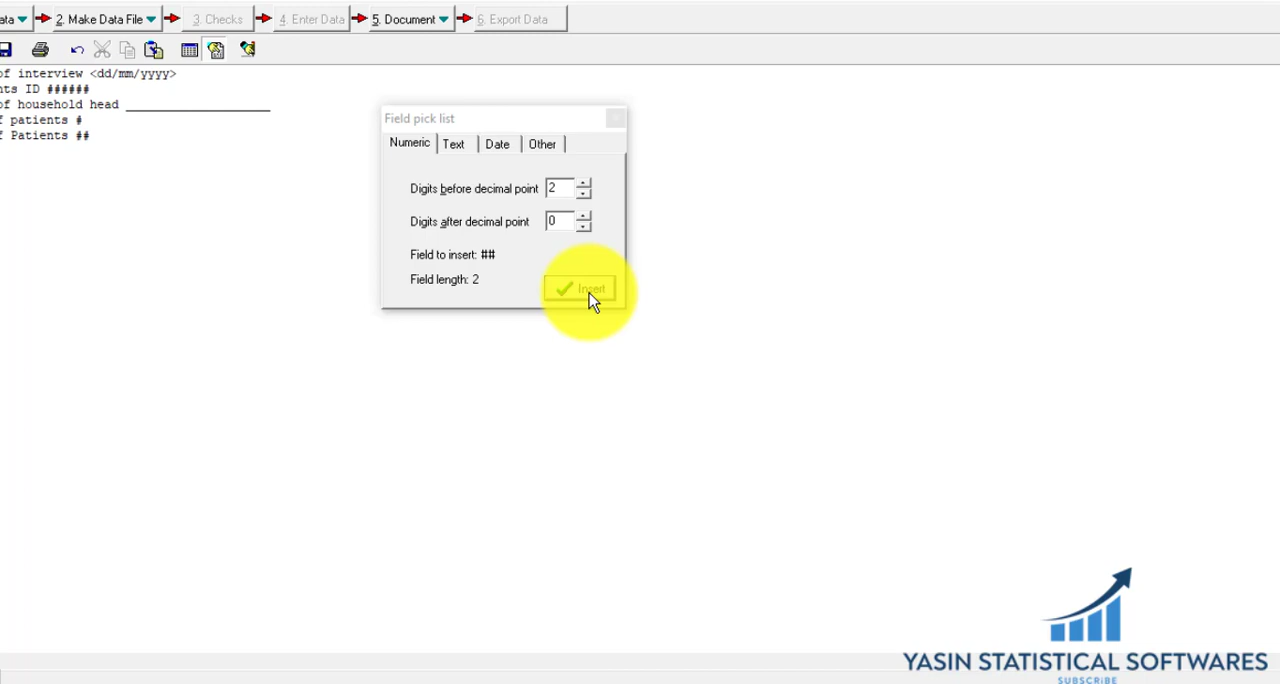 ata 2. Make Data File 3. Checks 4. Enter Data 5. Document 6. Export Data
of interview <dd/mm/yyyy>
nts ID ######
of household head ____________________
f patients #
f Patients ##
Field pick list
Numeric Text Date Other
Digits before decimal point 2
Digits after decimal point 0
Field to insert: ##
Field length: 2
Insert
YASIN STATISTICAL SOFTWARES
SUBSCRIBE